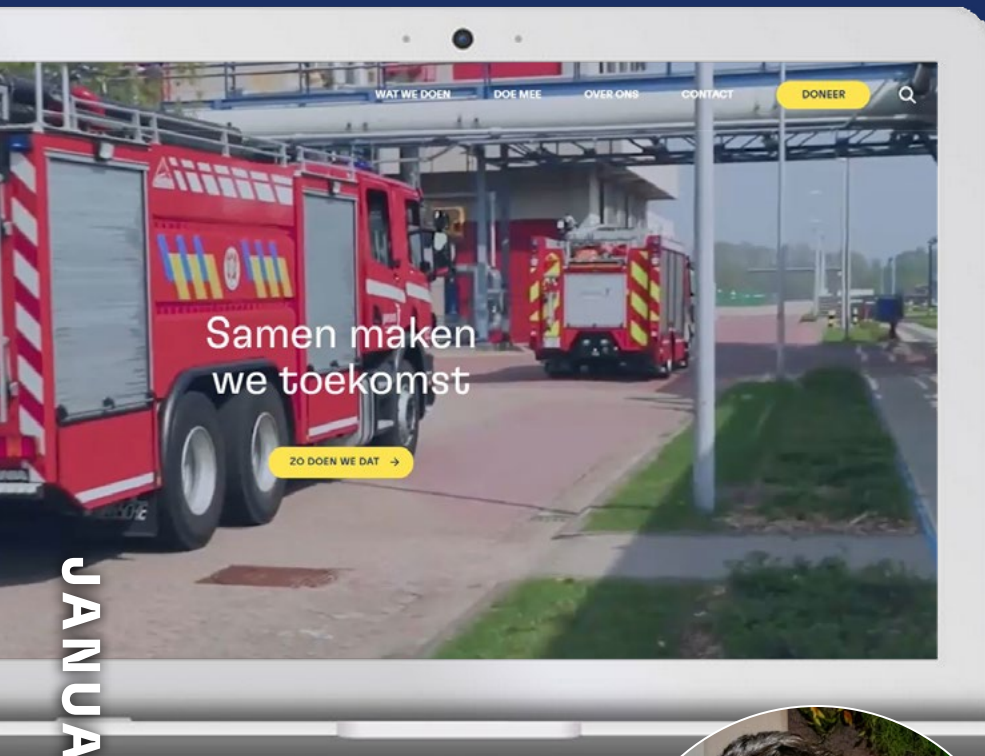 WAT WE DOEN DOE MEE OVER ONS CONTACT DONEER
Samen maken
we toekomst
ZO DOEN WE DAT →
JANUA